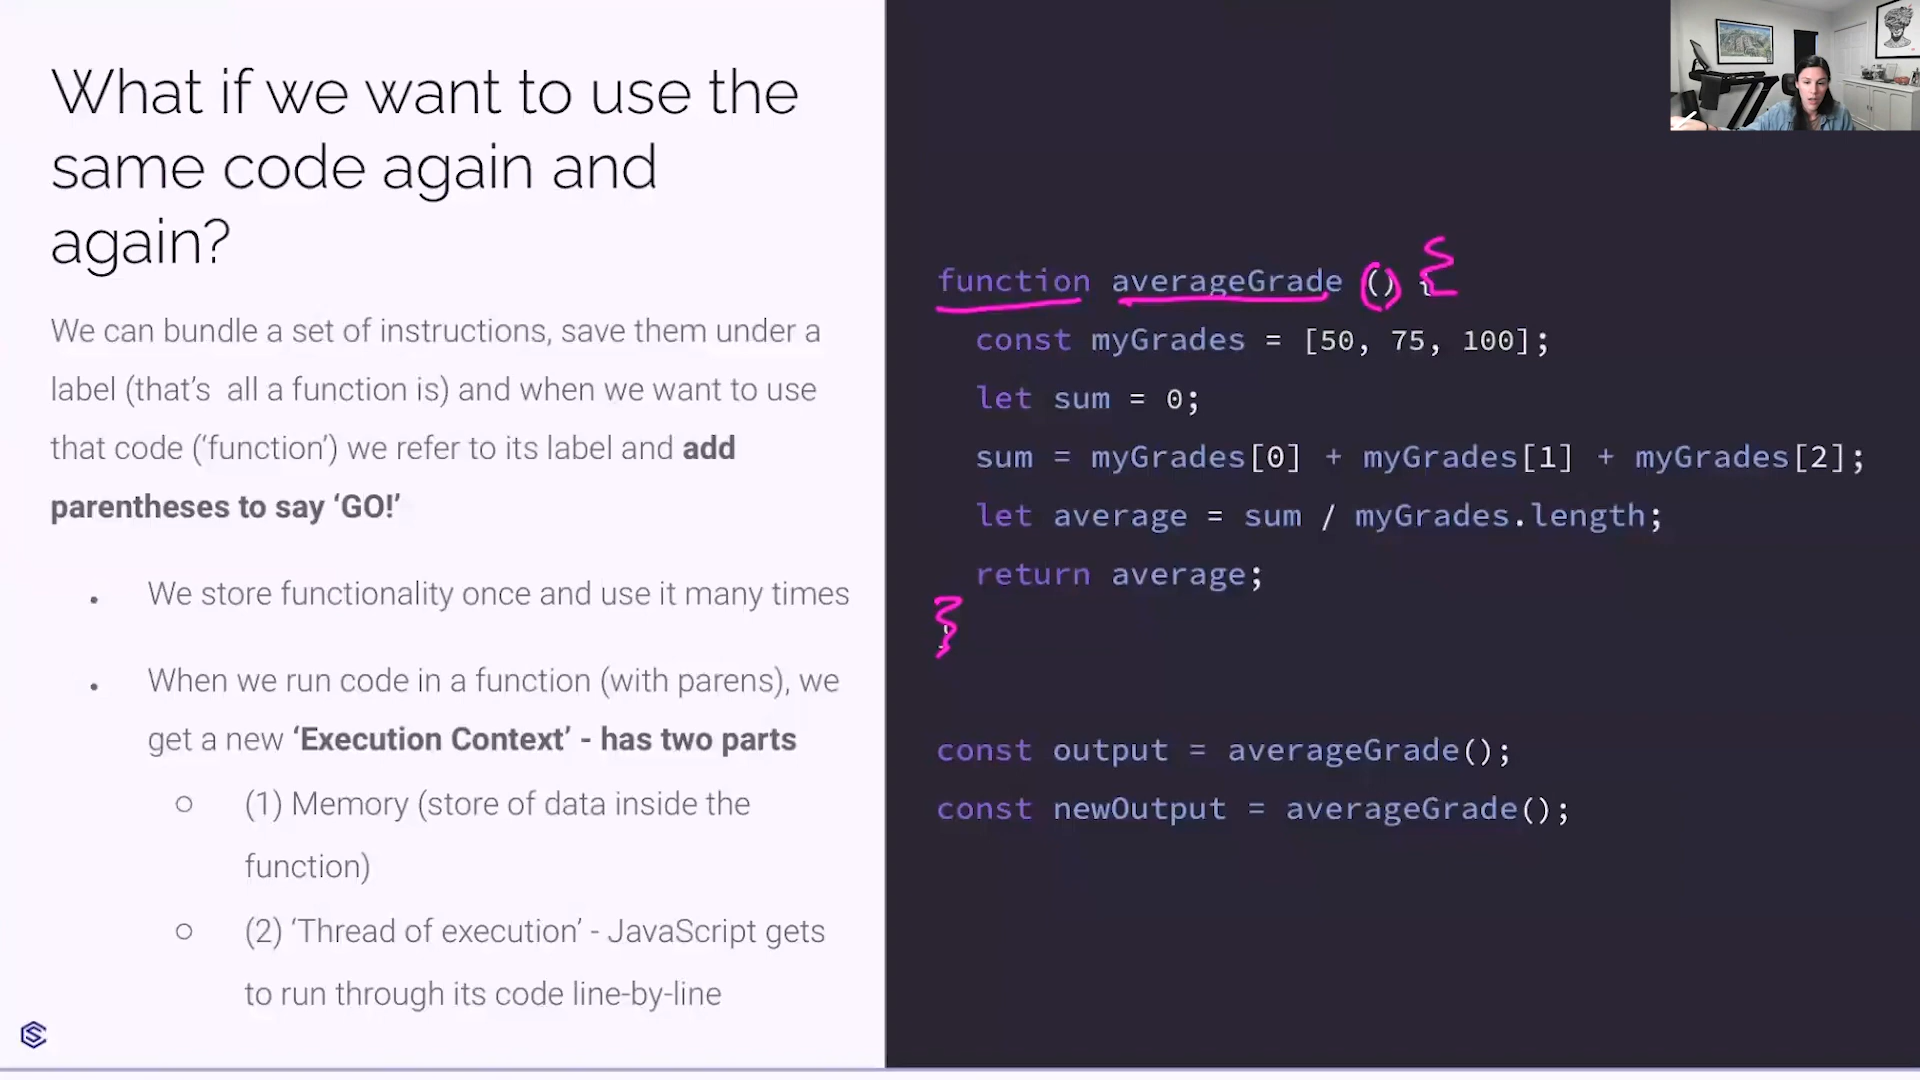 What if we want to use the
same code again and
again?
We can bundle a set of instructions, save them under a
label (that’s all a function is) and when we want to use
that code (‘function’) we refer to its label and add
parentheses to say ‘GO!’
We store functionality once and use it many times
When we run code in a function (with parens), we
get a new ‘Execution Context’ - has two parts
(1) Memory (store of data inside the
function)
(2) ‘Thread of execution’ - JavaScript gets
to run through its code line-by-line
function averageGrade () {
const myGrades = [50, 75, 100];
let sum = 0;
sum = myGrades[0] + myGrades[1] + myGrades[2];
let average = sum / myGrades.length;
return average;
}
const output = averageGrade();
const newOutput = averageGrade();